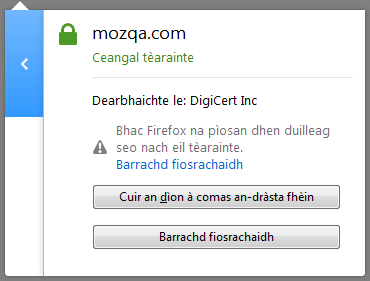 mozqa.com
Ceangal tèarainte
Dearbhaichte le: DigiCert Inc
Bhac Firefox na pìosan dhen duilleag
seo nach eil tèarainte.
Barrachd fiosrachaidh
Cuir an dìon à comas an-dràsta fhèin
Barrachd fiosrachaidh